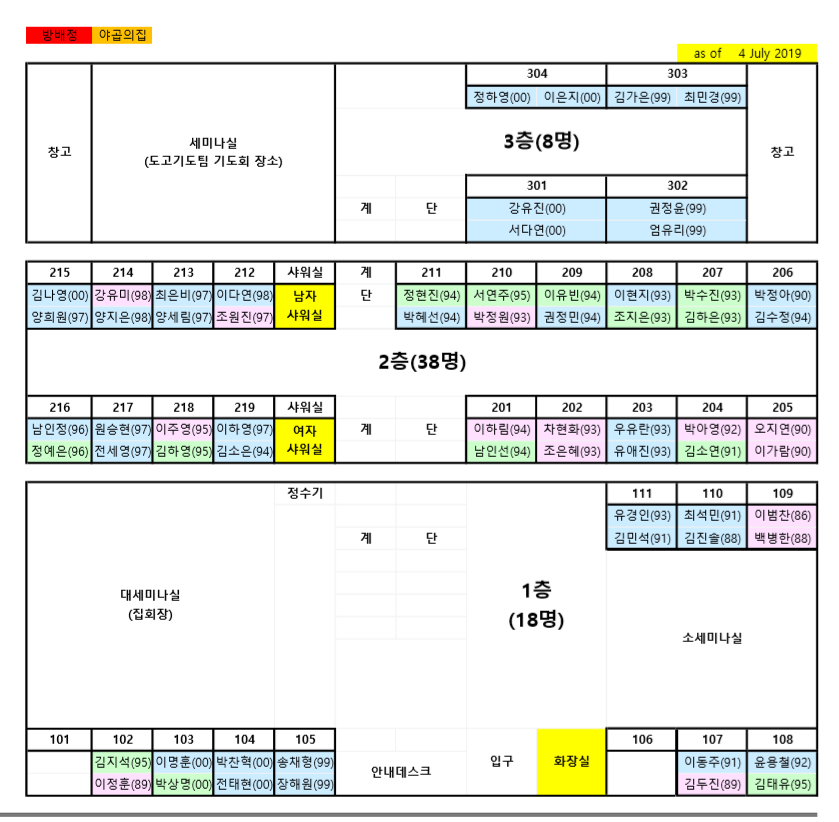 방배정 야곱의집
as of 4 July 2019
304 303
정하영(00) 이은지(00) 김가은(99) 최민경(99)
창고
세미나실
(도고기도팀 기도회 장소)
3층(8명)
창고
301 302
계 단 강유진(00) 권정윤(99)
서다연(00) 엄유리(99)
215 214 213 212 샤워실 계 211 210 209 208 207 206
김나영(00) 강유미(98) 최은비(97) 이다연(98) 남자 단 정현진(94) 서연주(95) 이유빈(94) 이현지(93) 박수진(93) 박정아(90)
양희원(97) 양지은(98) 양세림(97) 조원진(97) 샤워실 박혜선(94) 박정원(93) 권정민(94) 조지은(93) 김하은(93) 김수정(94)
2층(38명)
216 217 218 219 샤워실 201 202 203 204 205
남인정(96) 원승현(97) 이주영(95) 이하영(97) 여자 계 단 이하림(94) 차현화(93) 우유란(93) 박아영(92) 오지연(90)
정예은(96) 전세영(97) 김하영(95) 김소은(94) 샤워실 남인선(94) 조은혜(93) 유애진(93) 김소연(91) 이가람(90)
정수기 111 110 109
유경인(93) 최석민(91) 이범찬(86)
계 단 김민석(91) 김진솔(88) 백병한(88)
대세미나실
(집회장)
1층
(18명)
소세미나실
101 102 103 104 105 106 107 108
김지석(95) 이명훈(00) 박찬혁(00) 송채형(99) 안내데스크 입구 화장실 이동주(91) 윤용철(92)
이정훈(89) 박상명(00) 전태현(00) 장해원(99) 김두진(89) 김태유(95)